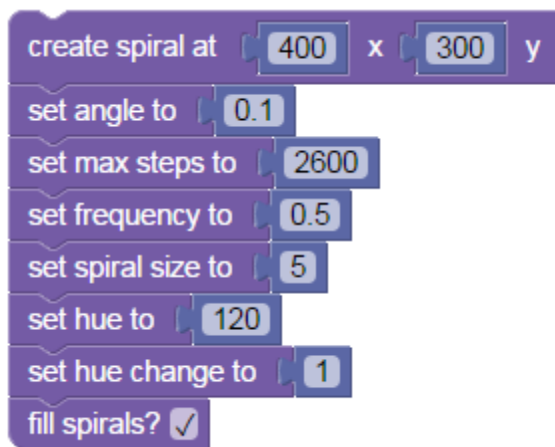 create spiral at 400 x 300 y
set angle to 0.1
set max steps to 2600
set frequency to 0.5
set spiral size to 5
set hue to 120
set hue change to 1
fill spirals? ✓